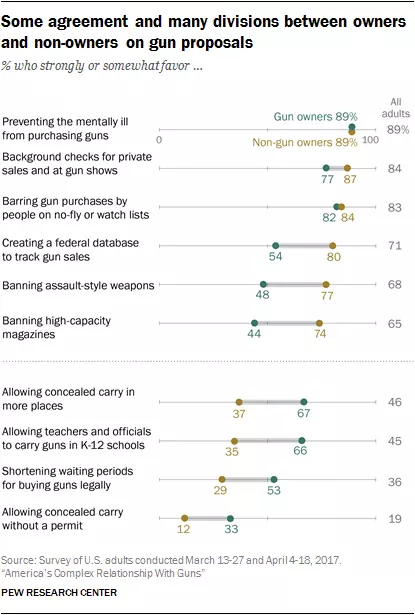 Some agreement and many divisions between owners
and non-owners on gun proposals
% who strongly or somewhat favor ...
All
adults
Gun owners 89%
Preventing the mentally ill
from purchasing guns
0
100
89%
Non-gun owners 89%
Background checks for private
sales and at gun shows
77
87
84
Barring gun purchases by
people on no-fly or watch lists
82
84
83
Creating a federal database
to track gun sales
54
80
71
Banning assault-style weapons
48
77
68
Banning high-capacity
magazines
44
74
65
Allowing concealed carry in
more places
37
67
46
Allowing teachers and officials
to carry guns in K-12 schools
35
66
45
Shortening waiting periods
for buying guns legally
29
53
36
Allowing concealed carry
without a permit
12
33
19
Source: Survey of U.S. adults conducted March 13-27 and April 4-18, 2017.
“America’s Complex Relationship With Guns”
PEW RESEARCH CENTER